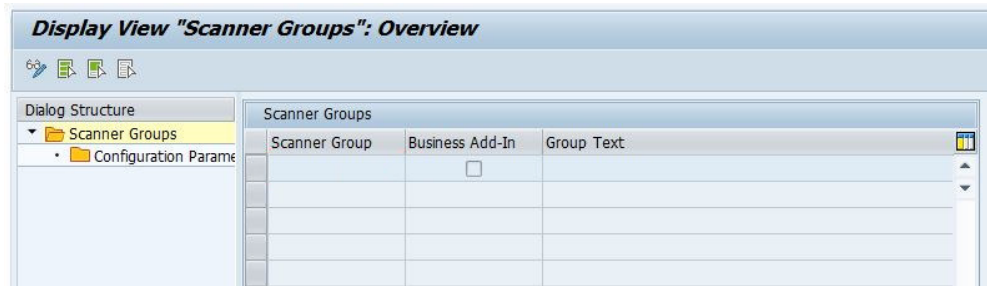 Display View "Scanner Groups": Overview
Dialog Structure
Scanner Groups
Configuration Parame
Scanner Groups
Scanner Group Business Add-In Group Text